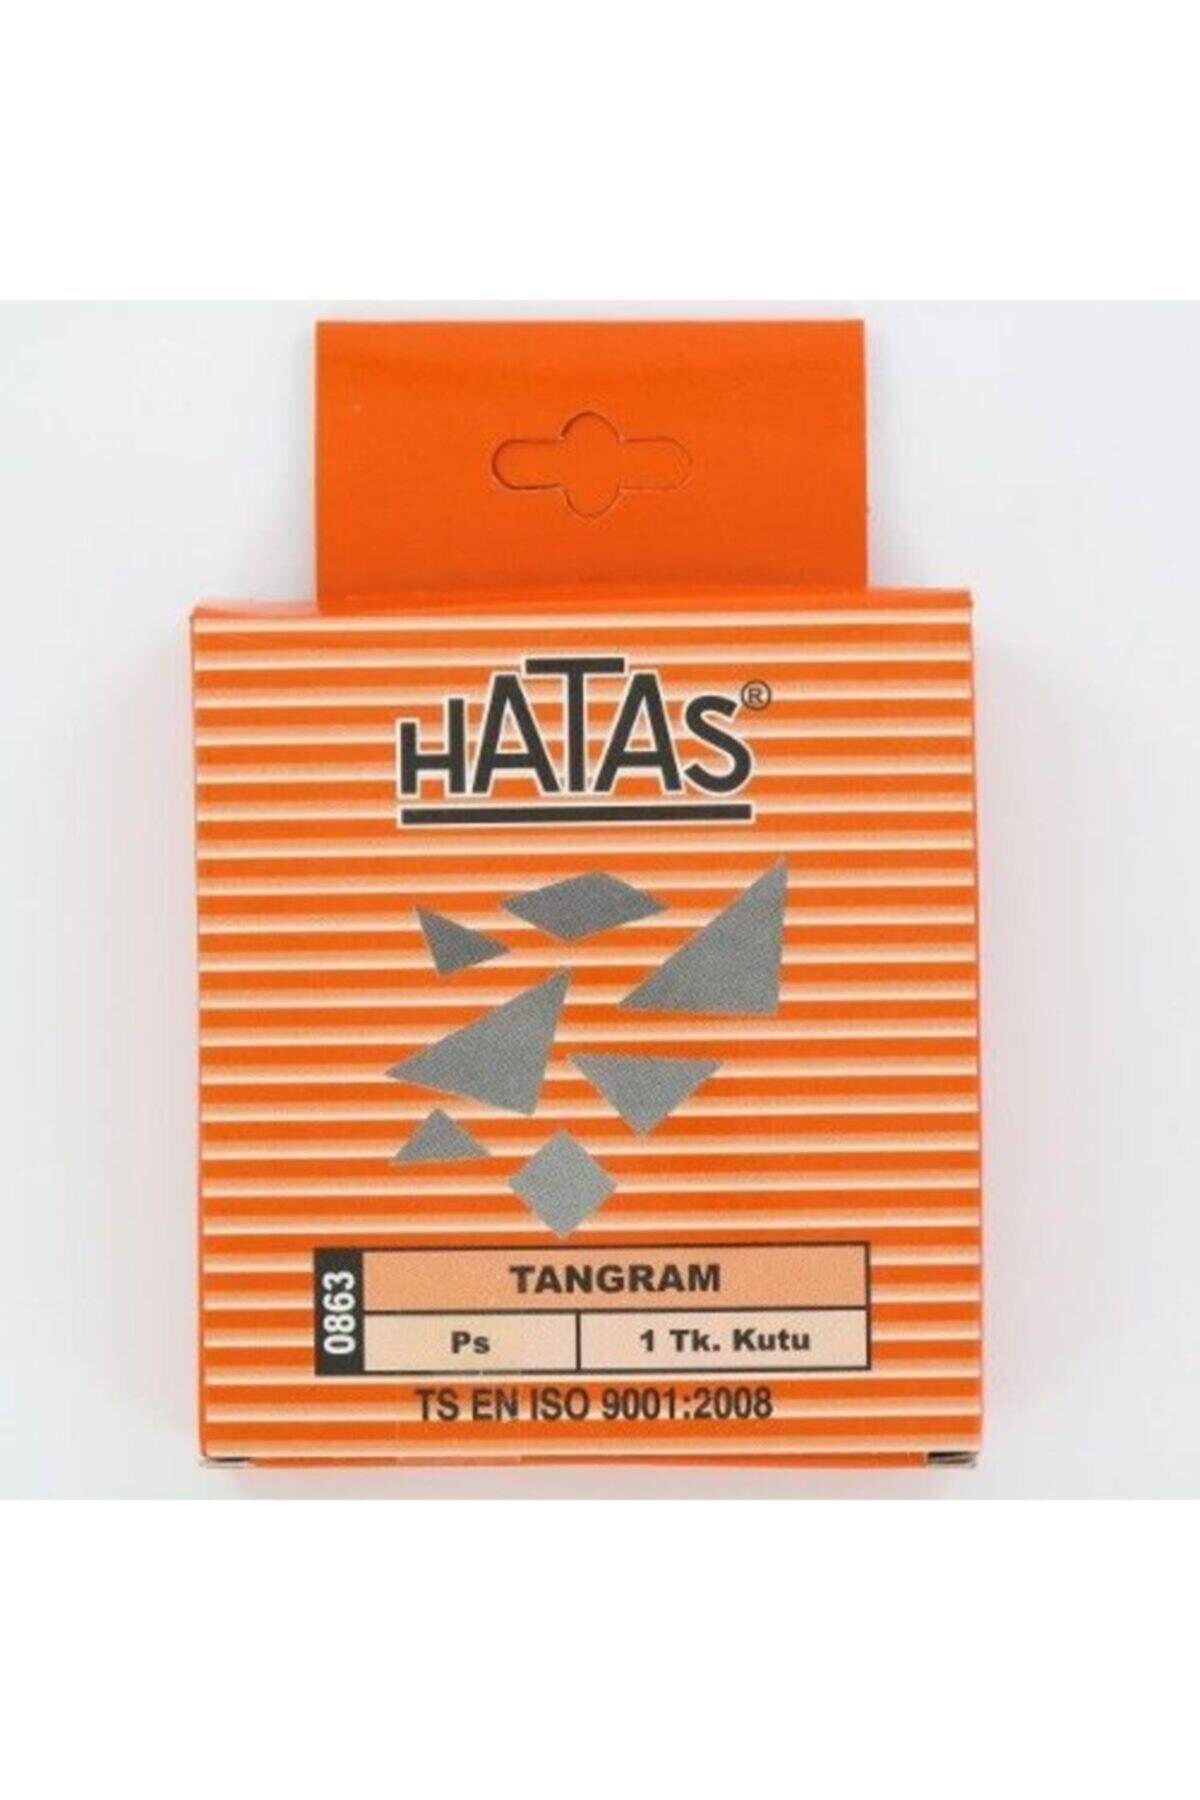 HATAS®
0863
TANGRAM
Ps
1 Tk. Kutu
TS EN ISO 9001:2008